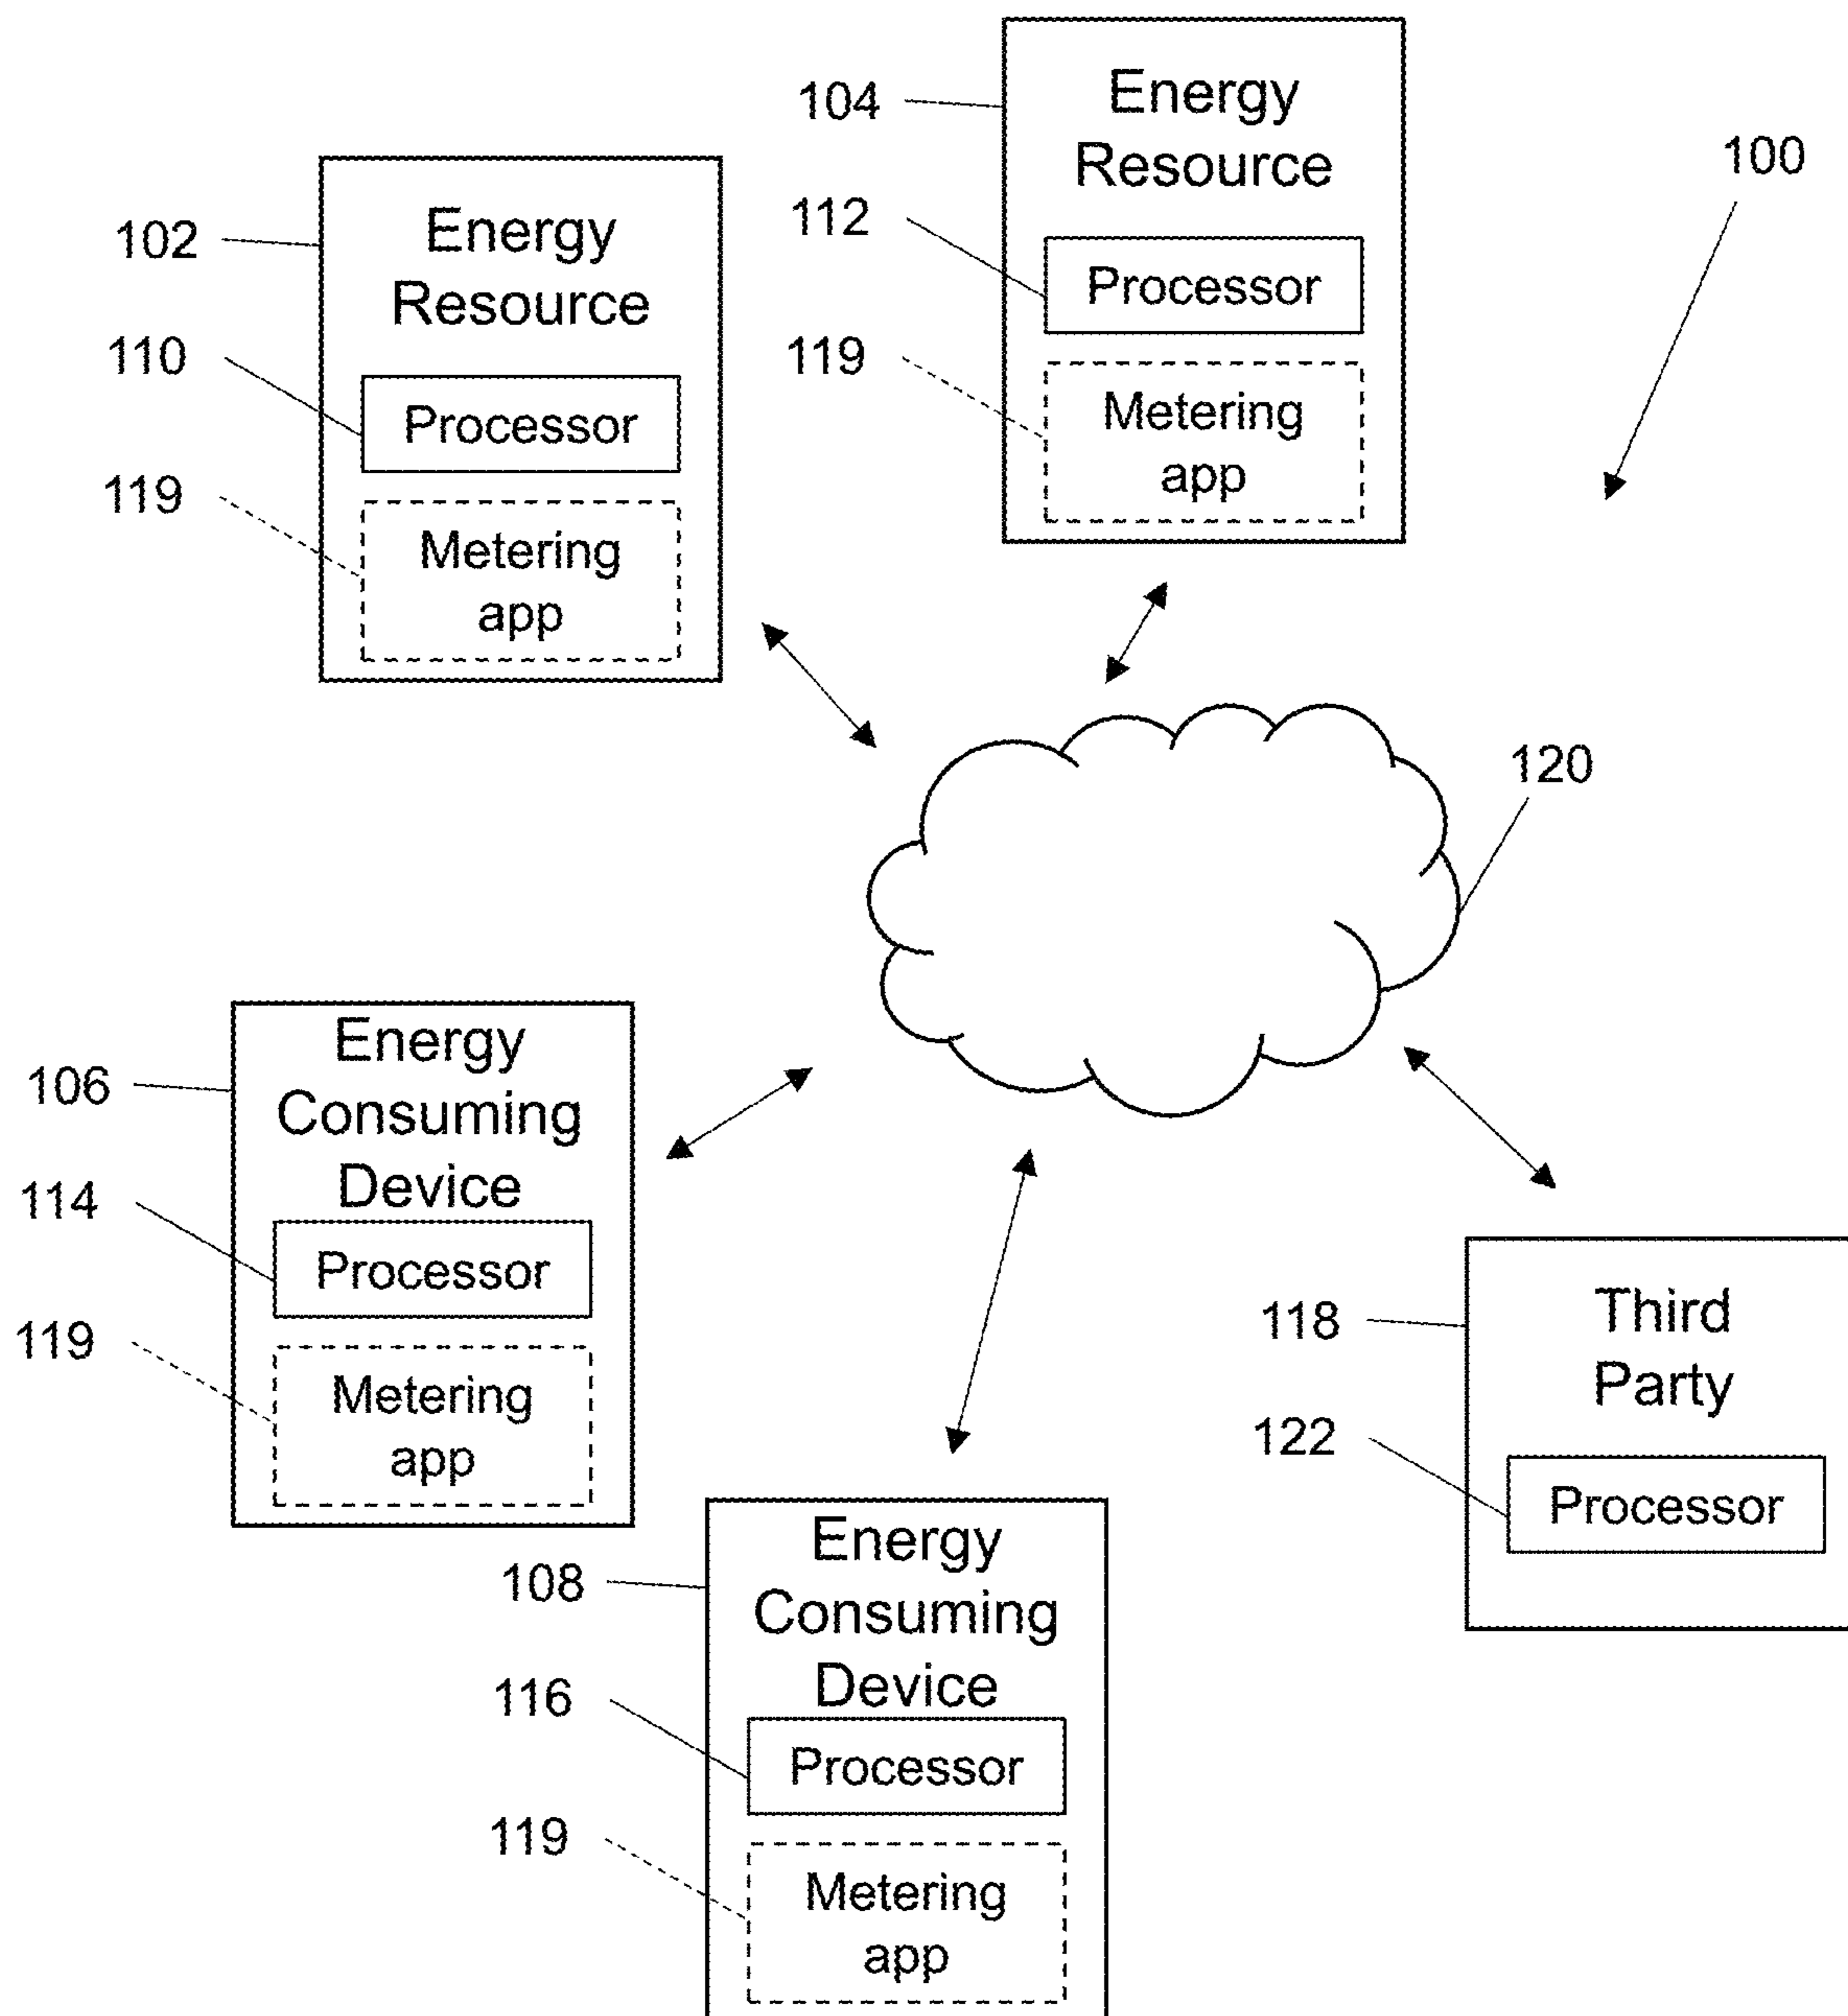 104
Energy
Resource
112
Processor
119
Metering
app
100
102
Energy
Resource
110
Processor
119
Metering
app
120
106
Energy
Consuming
Device
114
Processor
119
Metering
app
118
Third
Party
122
Processor
108
Energy
Consuming
Device
116
Processor
119
Metering
app